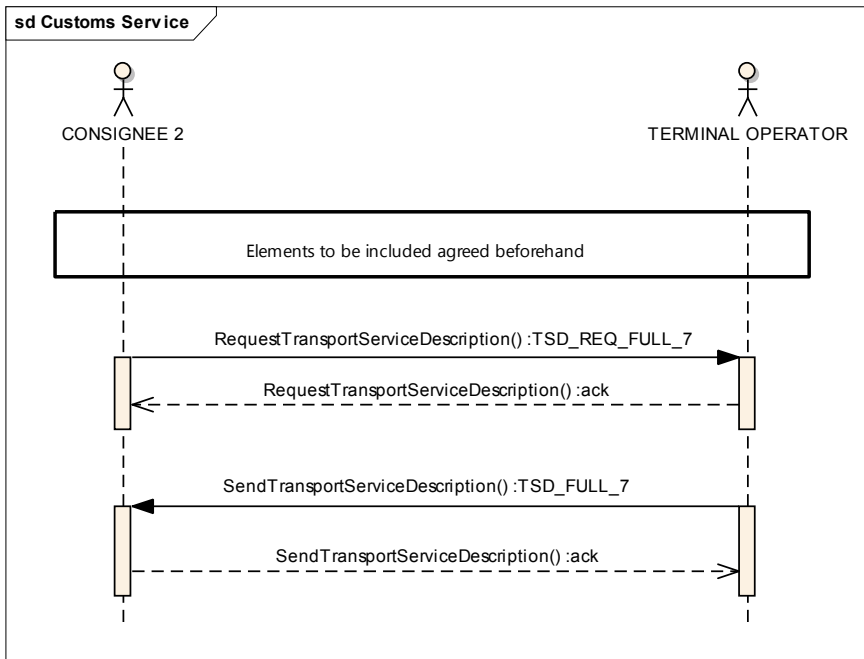 sd Customs Service
CONSIGNEE 2
TERMINAL OPERATOR
Elements to be included agreed beforehand
RequestTransportServiceDescription() :TSD_REQ_FULL_7
RequestTransportServiceDescription() :ack
SendTransportServiceDescription() :TSD_FULL_7
SendTransportServiceDescription() :ack